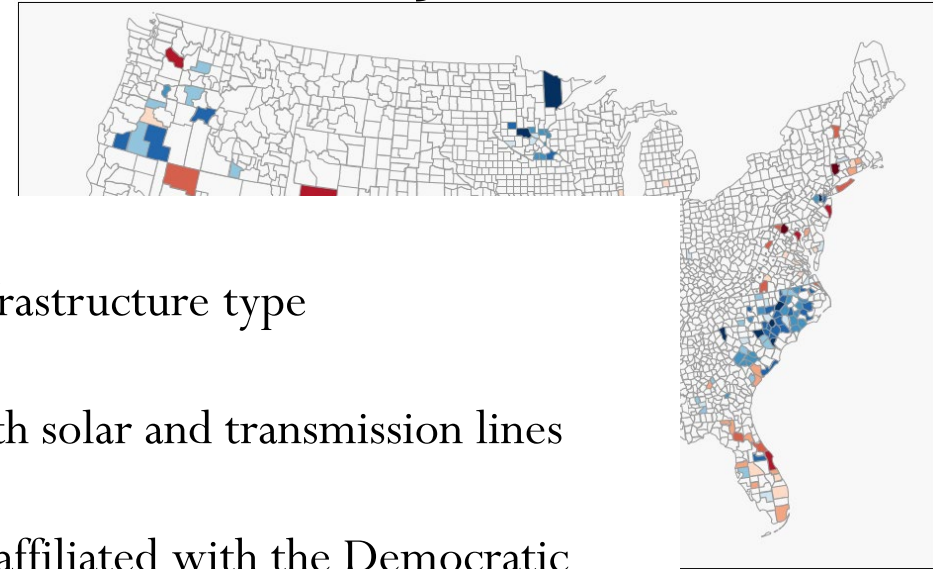 rastructure type
th solar and transmission lines
affiliated with the Democratic